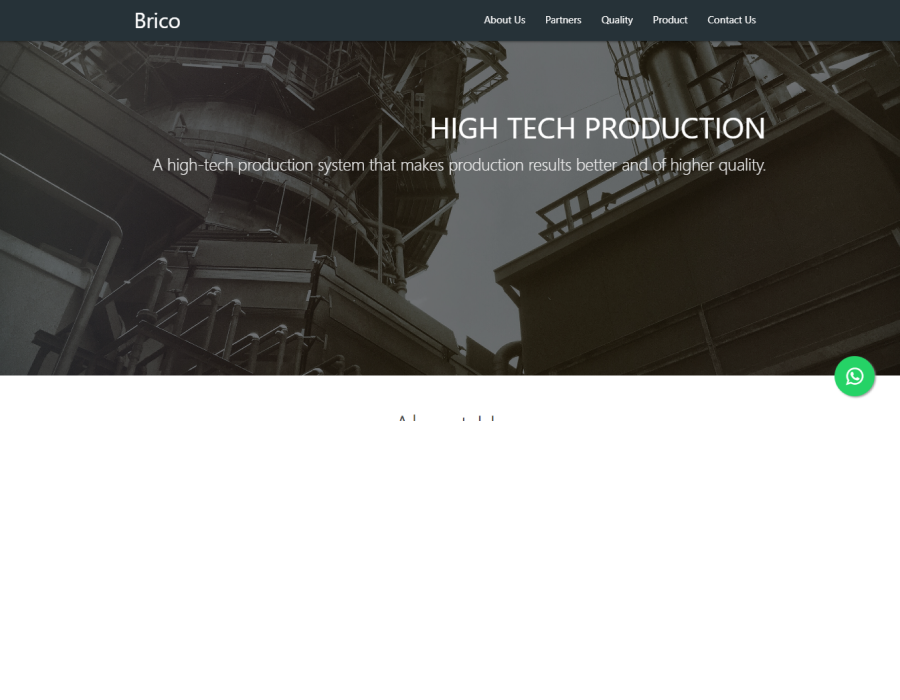 Brico
About Us
Partners
Quality
Product
Contact Us
HIGH TECH PRODUCTION
A high-tech production system that makes production results better and of higher quality.